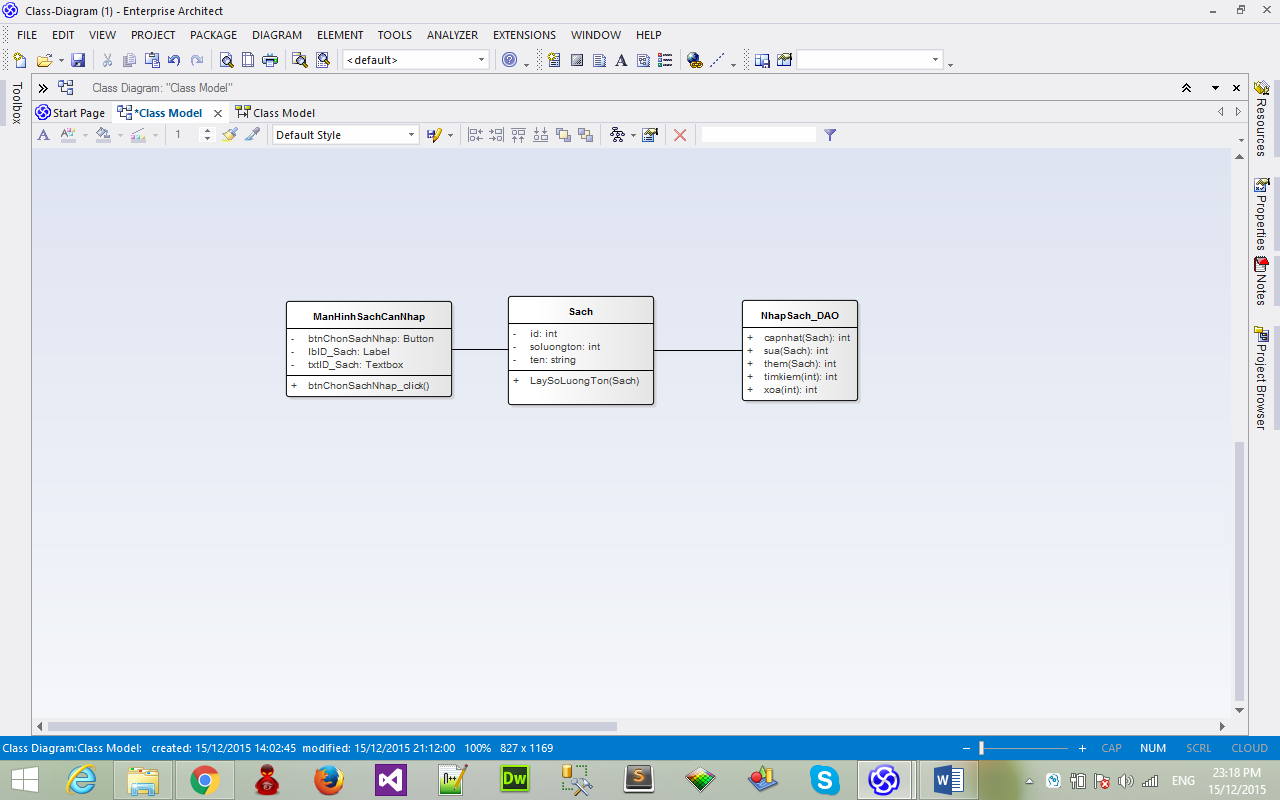 Class-Diagram (1) - Enterprise Architect
FILE EDIT VIEW PROJECT PACKAGE DIAGRAM ELEMENT TOOLS ANALYZER EXTENSIONS WINDOW HELP
<default>
Toolbox
Class Diagram: "Class Model"
Start Page *Class Model Class Model
1 Default Style
Resources
Properties
Notes
Project Browser
ManHinhSachCanNhap
- btnChonSachNhap: Button
- lbID_Sach: Label
- txtID_Sach: Textbox
+ btnChonSachNhap_click()
Sach
- id: int
- soluongton: int
- ten: string
+ LaySoLuongTon(Sach)
NhapSach_DAO
+ capnhat(Sach): int
+ sua(Sach): int
+ them(Sach): int
+ timkiem(int): int
+ xoa(int): int
Class Diagram:Class Model: created: 15/12/2015 14:02:45 modified: 15/12/2015 21:12:00 100% 827 x 1169 CAP NUM SCRL CLOUD
ENG
23:18 PM
15/12/2015